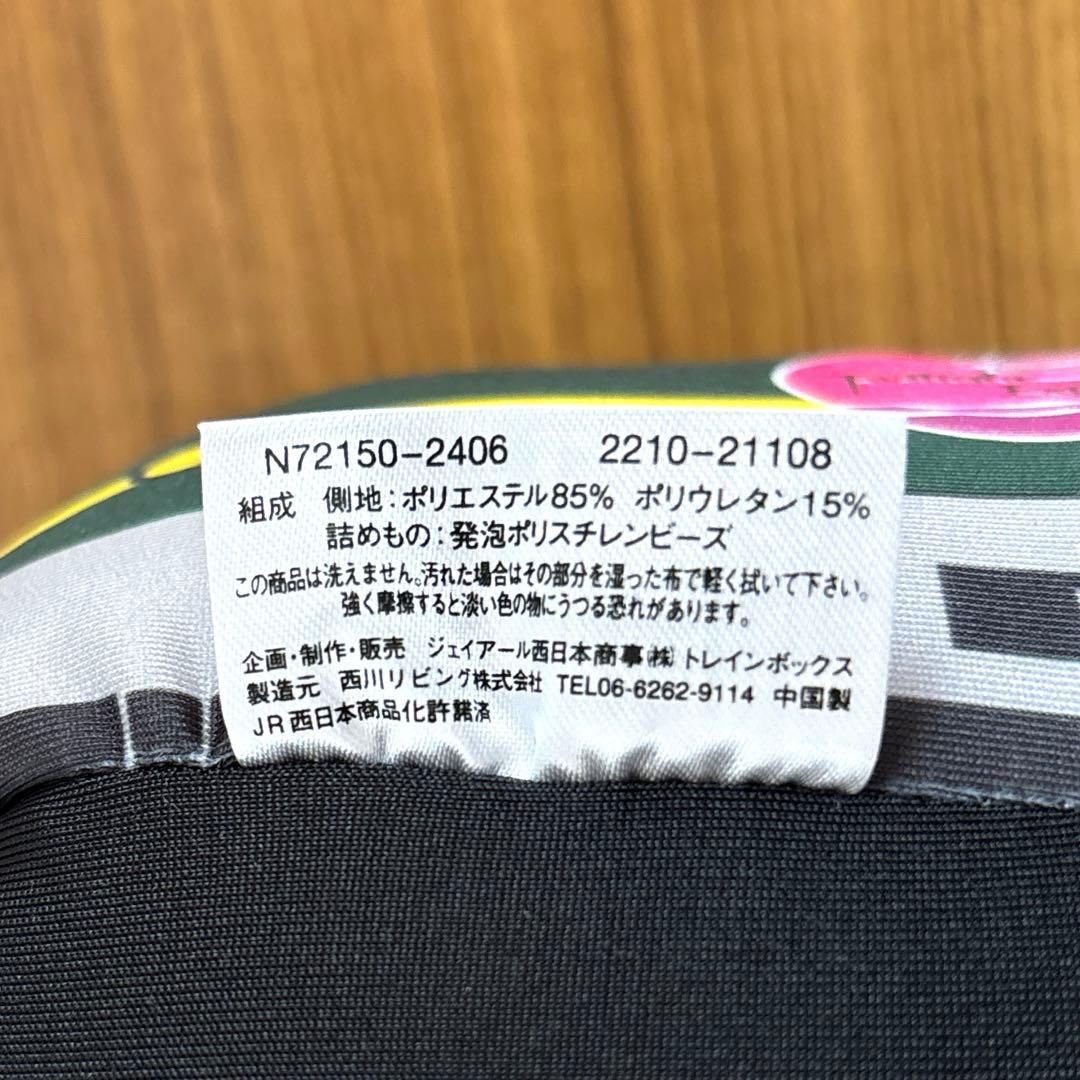 N72150-2406 2210-21108
組成 側地:ポリエステル85% ポリウレタン15%
詰めもの:発泡ポリスチレンビーズ
この商品は洗えません。汚れた場合はその部分を湿った布で軽く拭いて下さい。
強く摩擦すると淡い色の物にうつる恐れがあります。
企画・制作・販売 ジェイアール西日本商事㈱トレインボックス
製造元 西川リビング株式会社 TEL06-6262-9114 中国製
JR西日本商品化許諾済